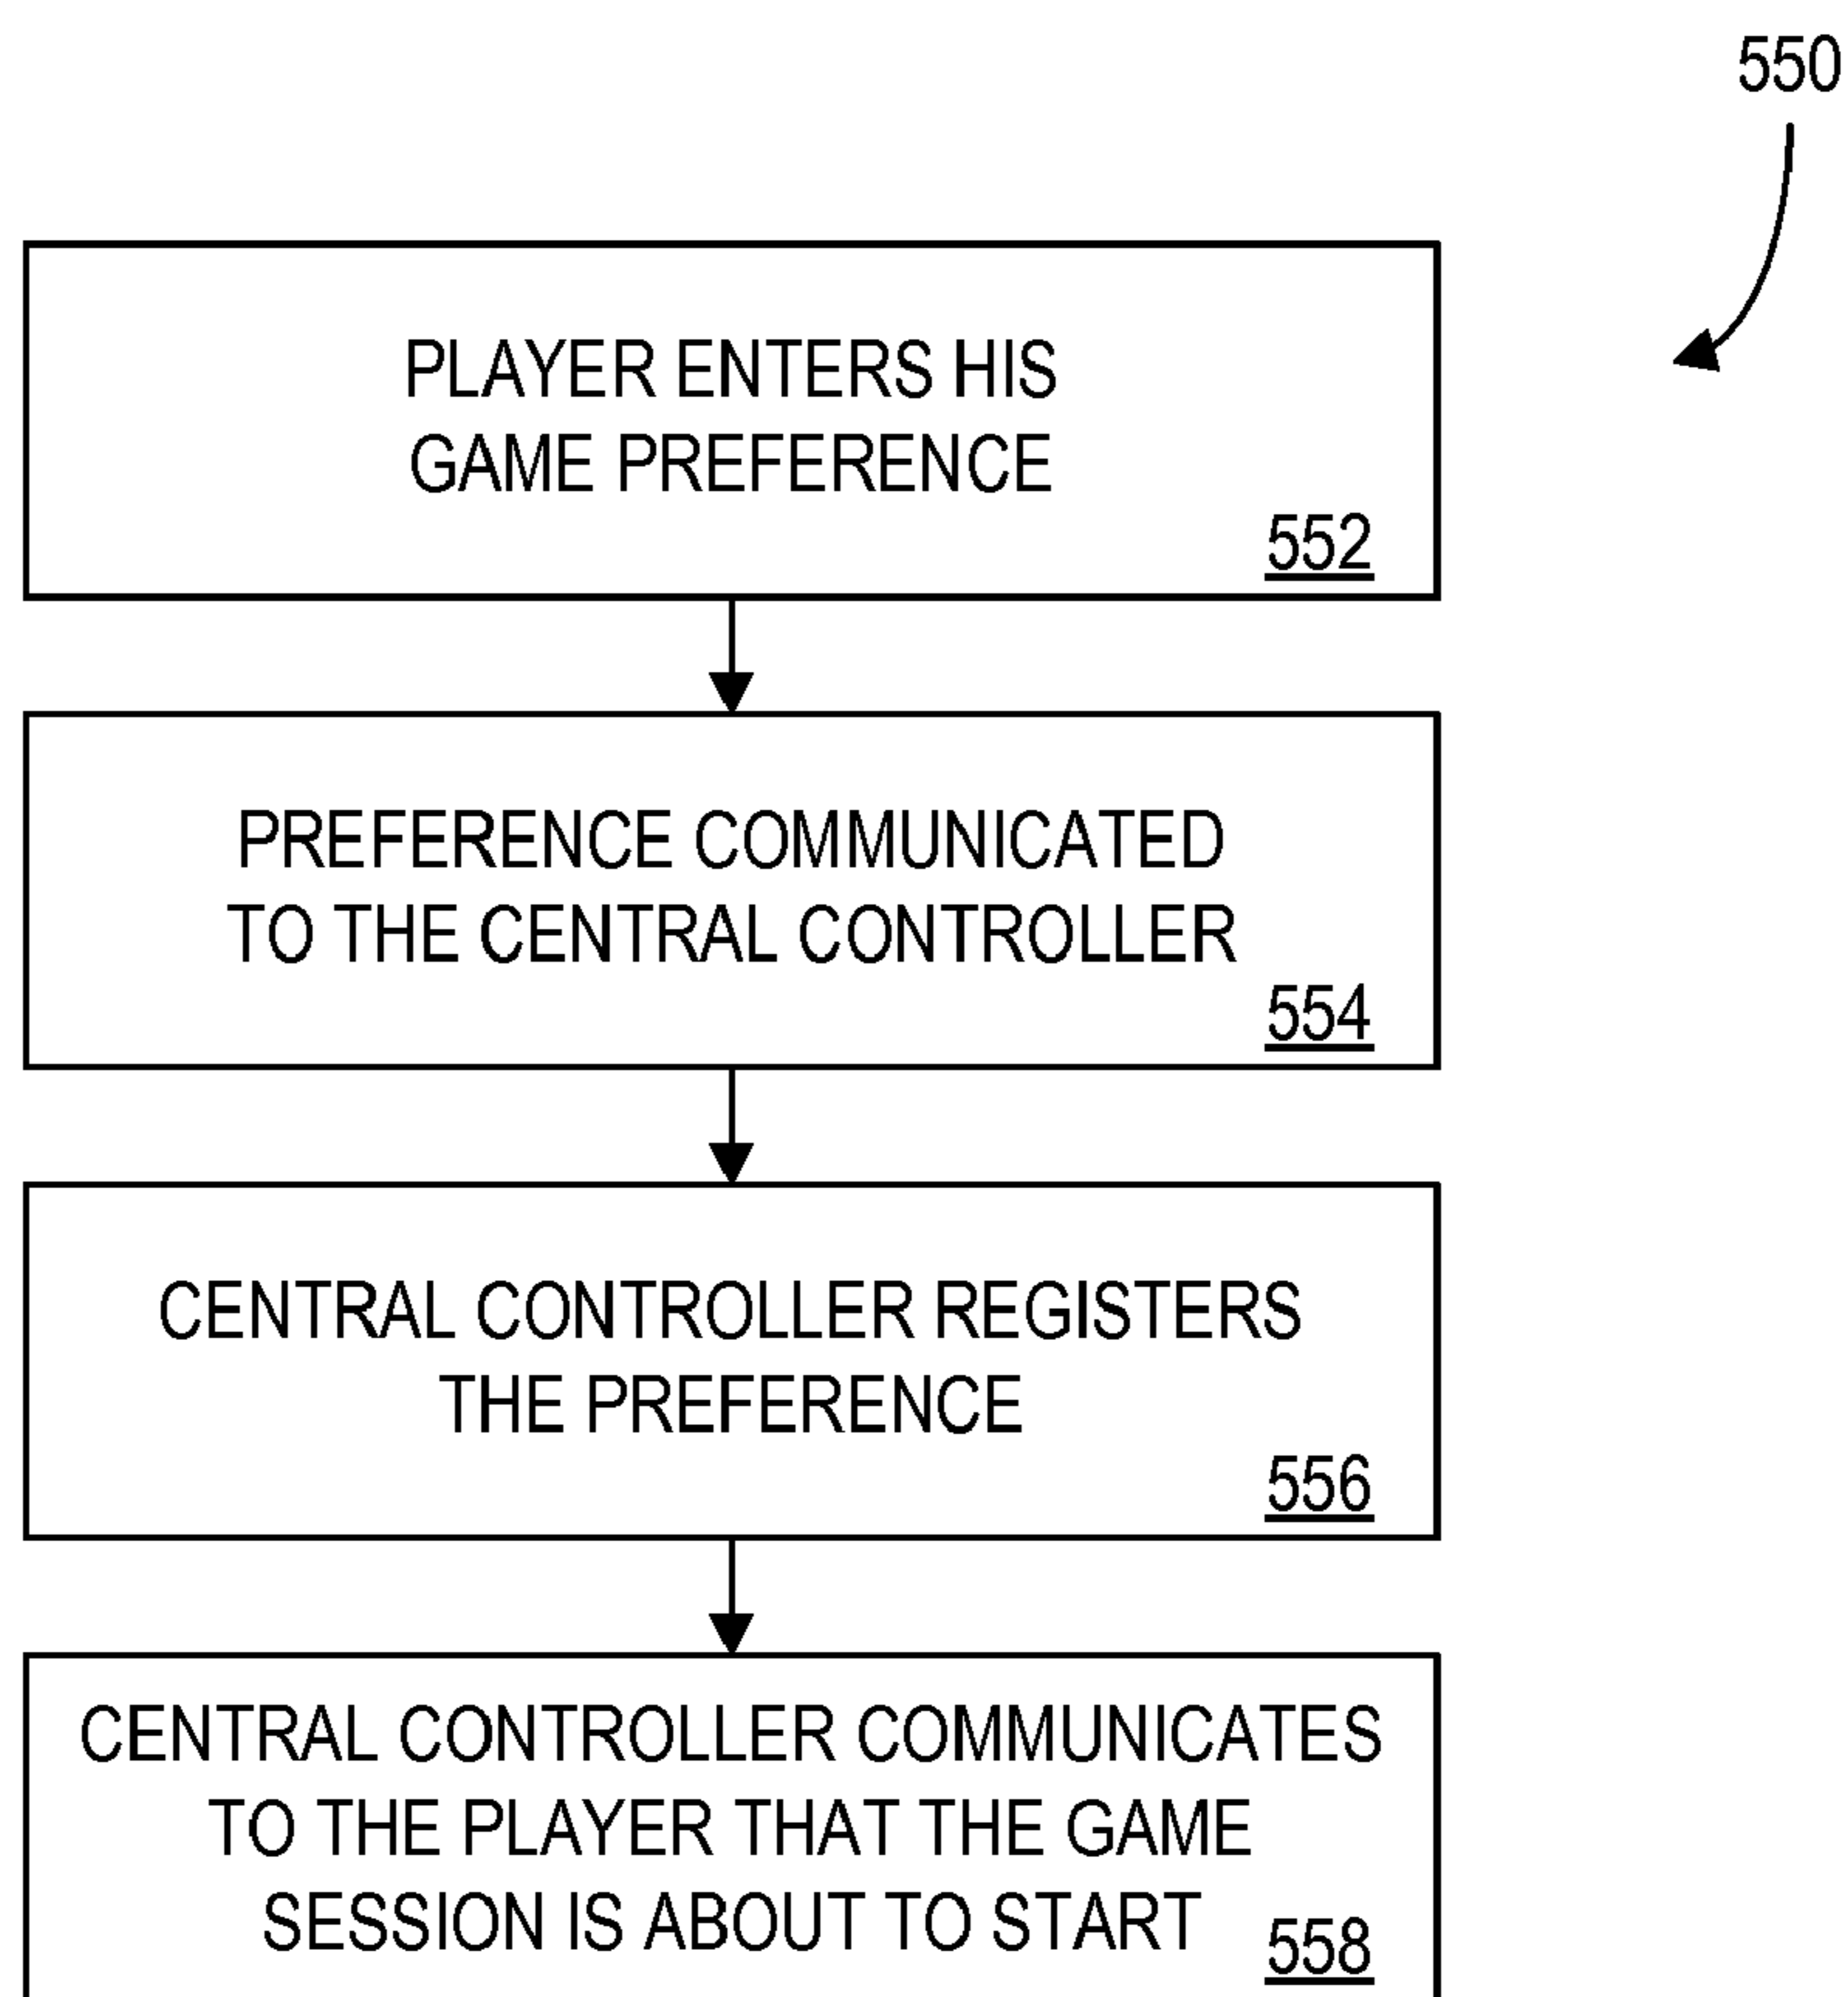 550
PLAYER ENTERS HIS
GAME PREFERENCE
552
PREFERENCE COMMUNICATED
TO THE CENTRAL CONTROLLER
554
CENTRAL CONTROLLER REGISTERS
THE PREFERENCE
556
CENTRAL CONTROLLER COMMUNICATES
TO THE PLAYER THAT THE GAME
SESSION IS ABOUT TO START
558